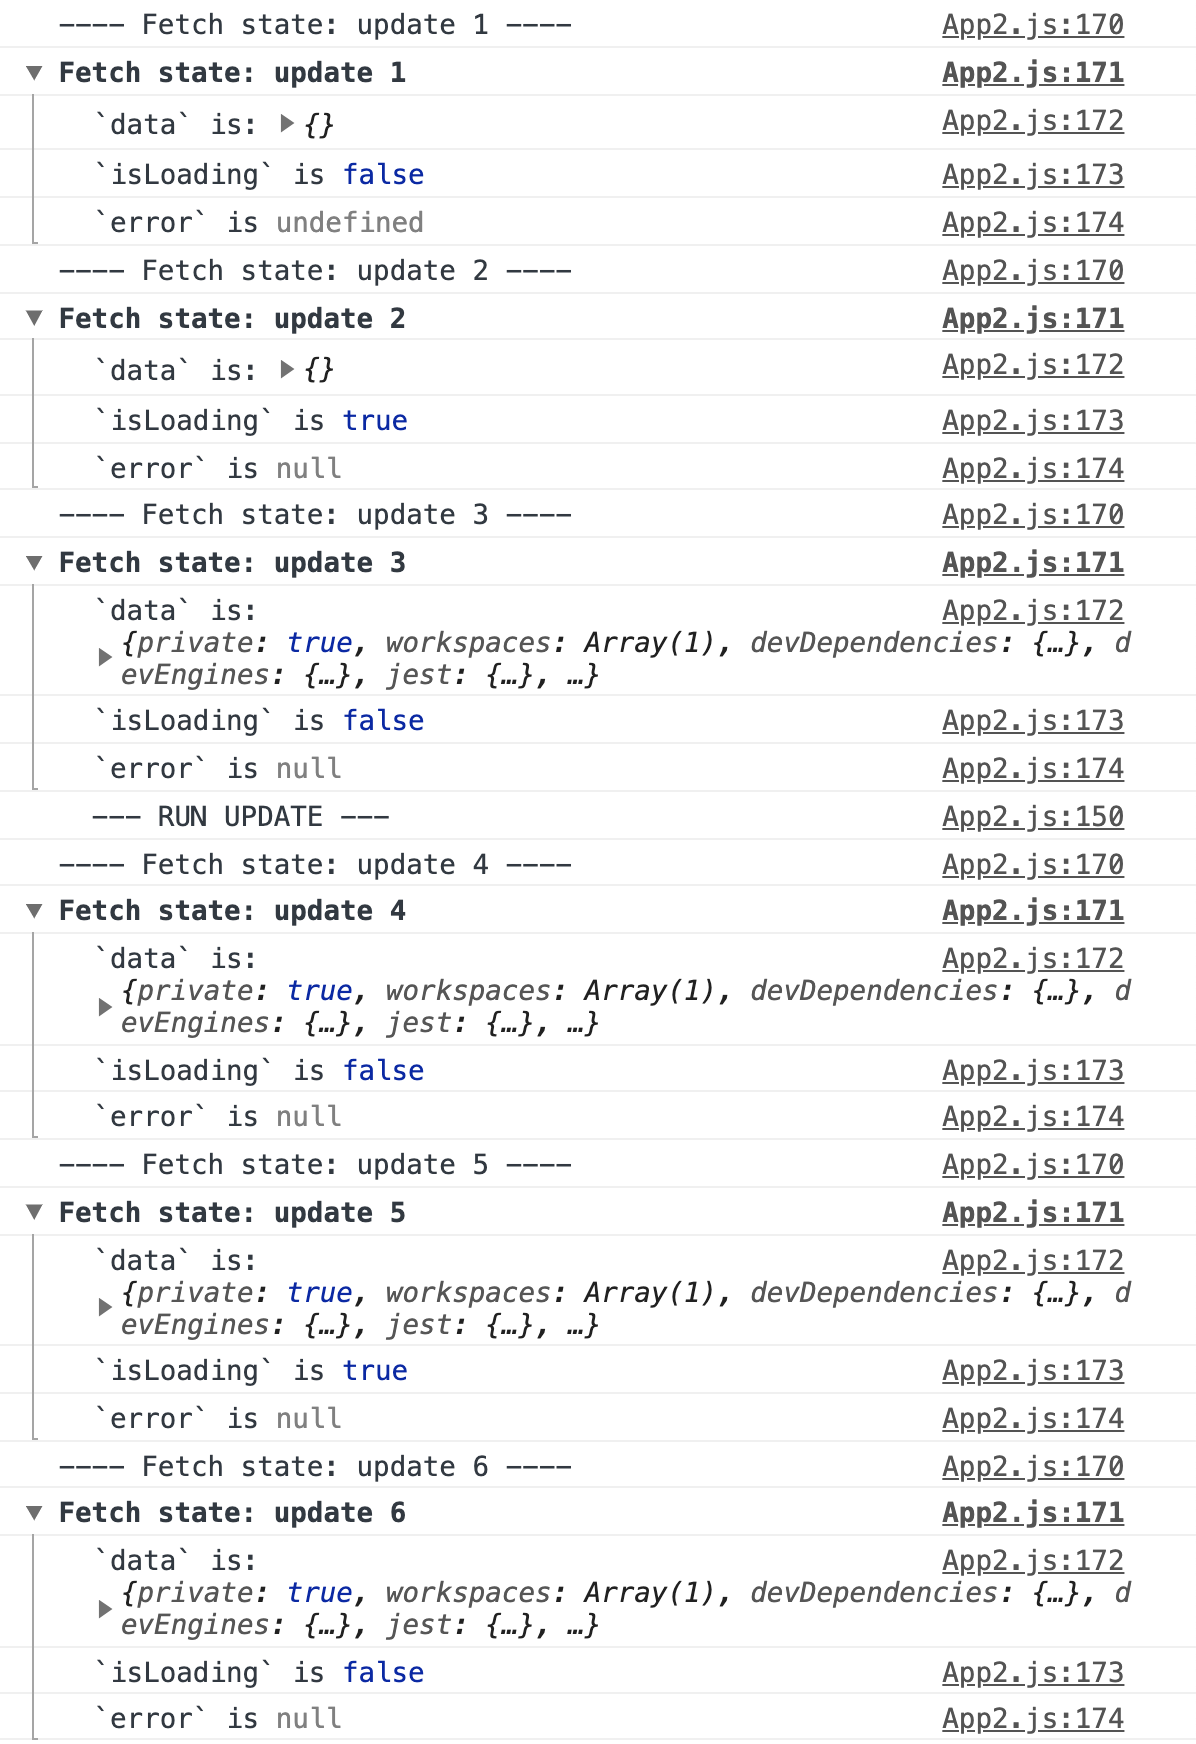 ---- Fetch state: update 1 ---- App2.js:170
▼ Fetch state: update 1 App2.js:171
`data` is: ▶ {} App2.js:172
`isLoading` is false App2.js:173
`error` is undefined App2.js:174
---- Fetch state: update 2 ---- App2.js:170
▼ Fetch state: update 2 App2.js:171
`data` is: ▶ {} App2.js:172
`isLoading` is true App2.js:173
`error` is null App2.js:174
---- Fetch state: update 3 ---- App2.js:170
▼ Fetch state: update 3 App2.js:171
`data` is: App2.js:172
▶ {private: true, workspaces: Array(1), devDependencies: {…}, d
evEngines: {…}, jest: {…}, …}
`isLoading` is false App2.js:173
`error` is null App2.js:174
--- RUN UPDATE --- App2.js:150
---- Fetch state: update 4 ---- App2.js:170
▼ Fetch state: update 4 App2.js:171
`data` is: App2.js:172
▶ {private: true, workspaces: Array(1), devDependencies: {…}, d
evEngines: {…}, jest: {…}, …}
`isLoading` is false App2.js:173
`error` is null App2.js:174
---- Fetch state: update 5 ---- App2.js:170
▼ Fetch state: update 5 App2.js:171
`data` is: App2.js:172
▶ {private: true, workspaces: Array(1), devDependencies: {…}, d
evEngines: {…}, jest: {…}, …}
`isLoading` is true App2.js:173
`error` is null App2.js:174
---- Fetch state: update 6 ---- App2.js:170
▼ Fetch state: update 6 App2.js:171
`data` is: App2.js:172
▶ {private: true, workspaces: Array(1), devDependencies: {…}, d
evEngines: {…}, jest: {…}, …}
`isLoading` is false App2.js:173
`error` is null App2.js:174